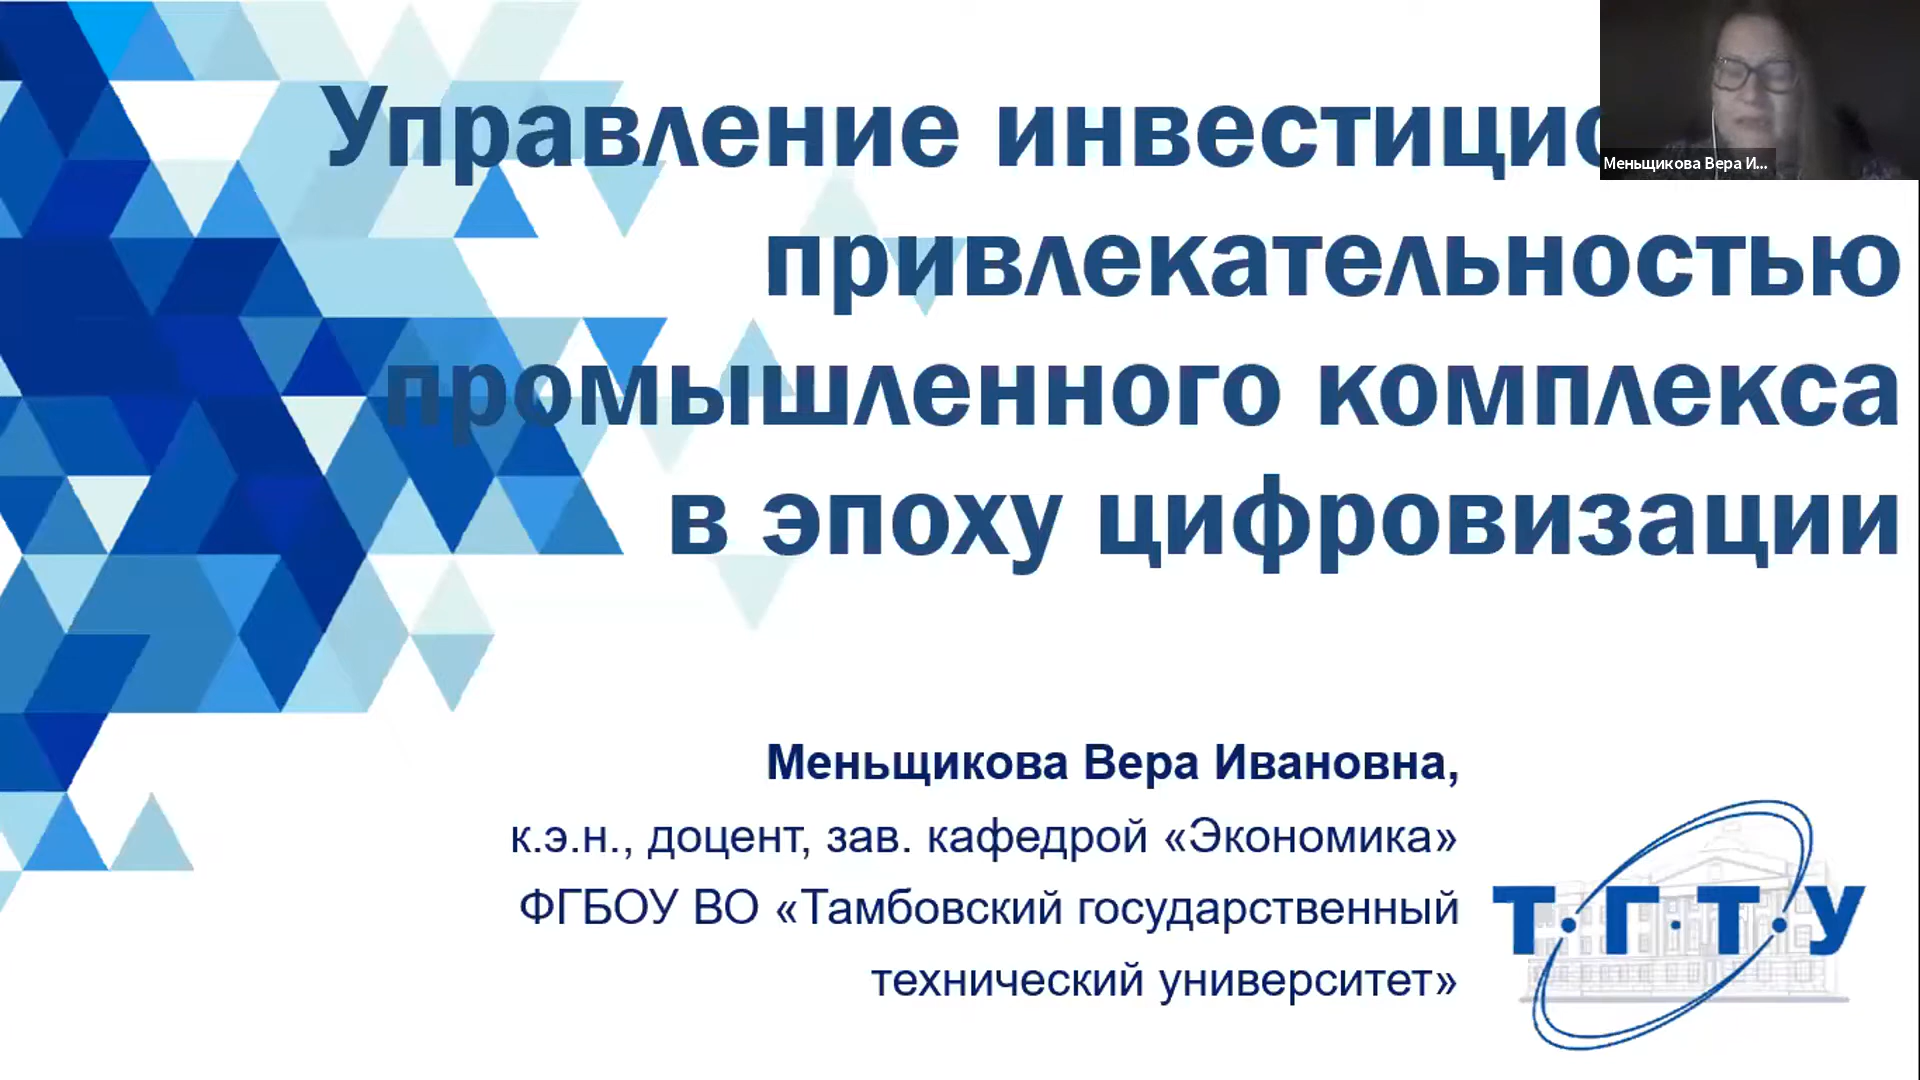 Управление инвестицио
Меньщикова Вера И...
привлекательностью
промышленного комплекса
в эпоху цифровизации
Меньщикова Вера Ивановна,
к.э.н., доцент, зав. кафедрой «Экономика»
ФГБОУ ВО «Тамбовский государственный
технический университет»
Т·Г·Т·У